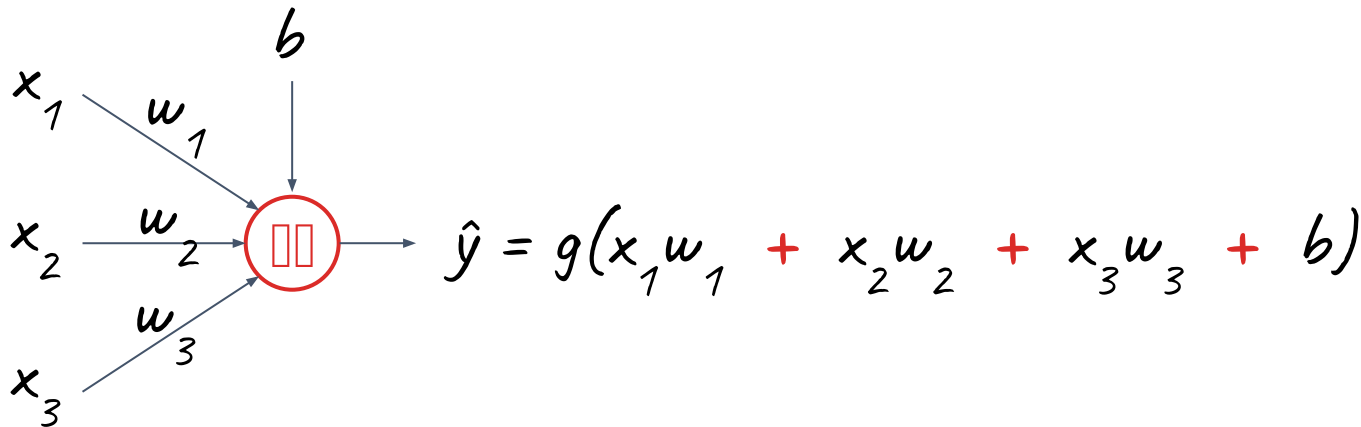 b
x₁
w₁
x₂
w₂
ŷ = g(x₁w₁ + x₂w₂ + x₃w₃ + b)
w₃
x₃